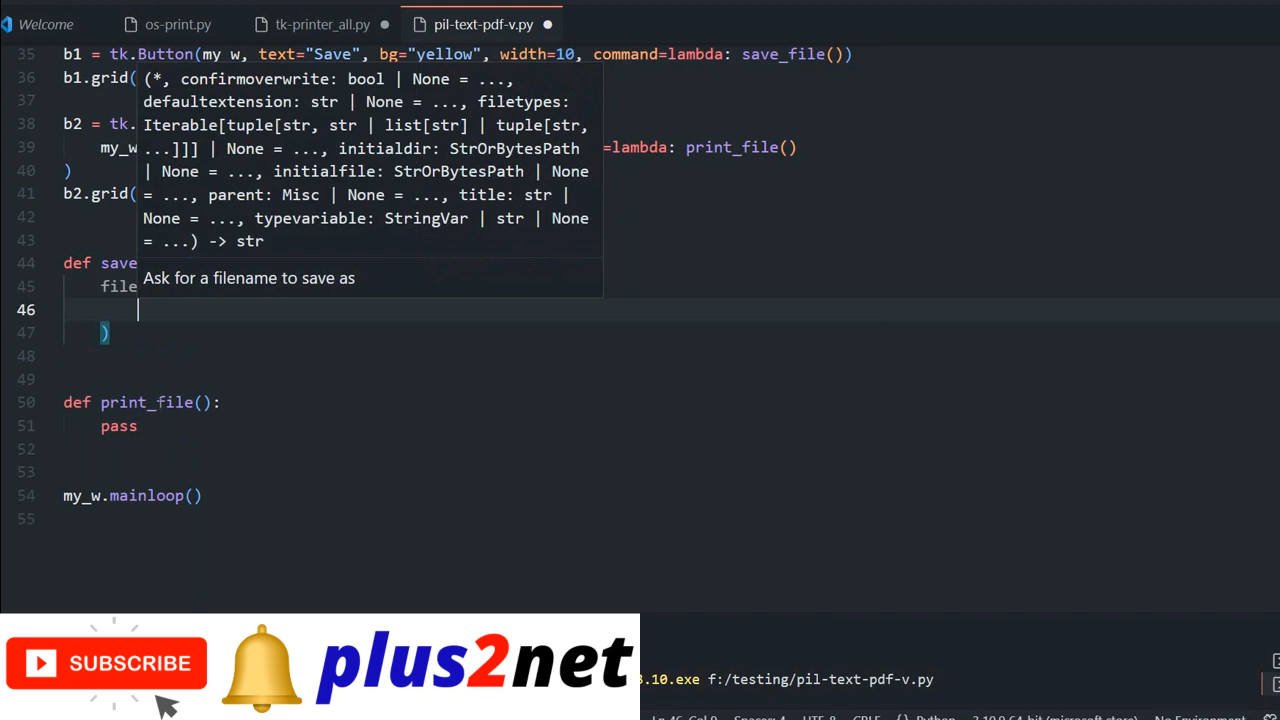 Welcome
os-print.py
tk-printer_all.py
pil-text-pdf-v.py
35 b1 = tk.Button(my_w, text="Save", bg="yellow", width=10, command=lambda: save_file())
36 b1.grid(
(*, confirmoverwrite: bool | None = ...,
37
defaultextension: str | None = ..., filetypes:
38 b2 = tk.
Iterable[tuple[str, str | list[str] | tuple[str,
39 my_w
...]]] | None = ..., initialdir: StrOrBytesPath
=lambda: print_file()
40 )
| None = ..., initialfile: StrOrBytesPath | None
41 b2.grid(
= ..., parent: Misc | None = ..., title: str |
42
None = ..., typevariable: StringVar | str | None
43
= ...) -> str
44 def save
Ask for a filename to save as
45 file
46
47 )
48
49
50 def print_file():
51 pass
52
53
54 my_w.mainloop()
55
SUBSCRIBE
plus2net
3.10.exe f:/testing/pil-text-pdf-v.py